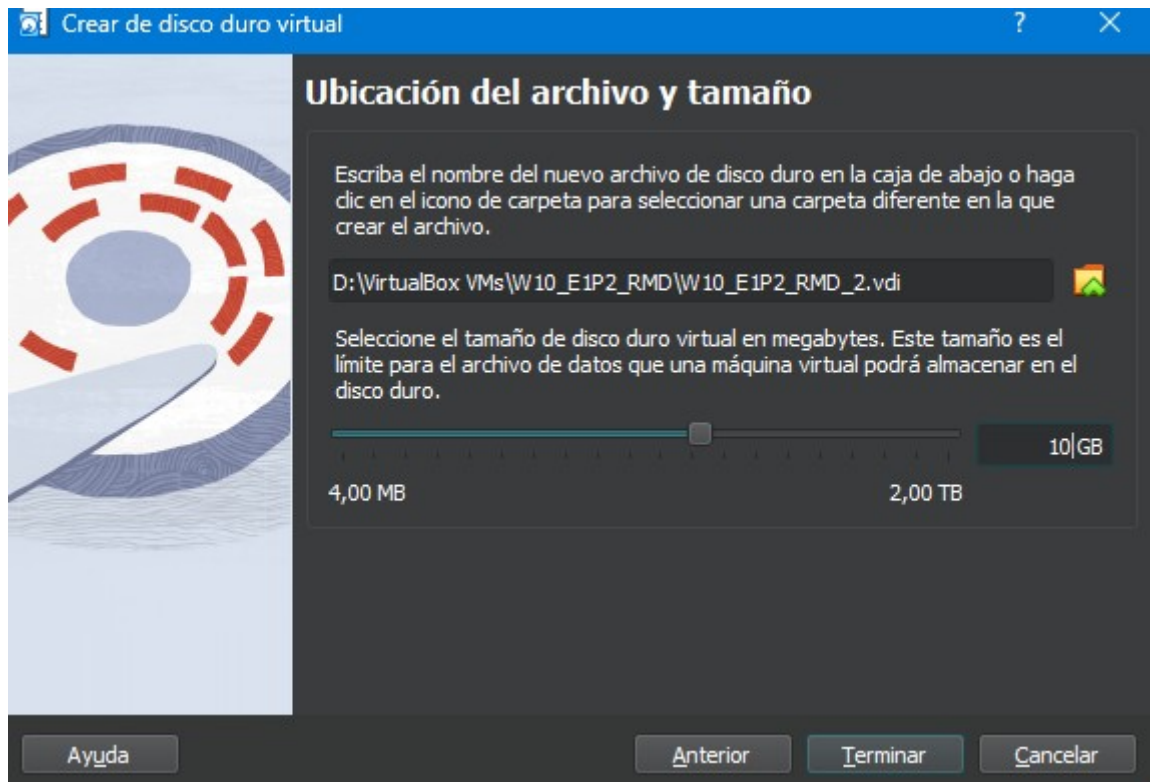 Crear de disco duro virtual
?
Ubicación del archivo y tamaño
Escriba el nombre del nuevo archivo de disco duro en la caja de abajo o haga
clic en el icono de carpeta para seleccionar una carpeta diferente en la que
crear el archivo.
D:\VirtualBox VMs\W10_E1P2_RMD\W10_E1P2_RMD_2.vdi
Seleccione el tamaño de disco duro virtual en megabytes. Este tamaño es el
límite para el archivo de datos que una máquina virtual podrá almacenar en el
disco duro.
10 GB
4,00 MB 2,00 TB
Ayuda Anterior Terminar Cancelar